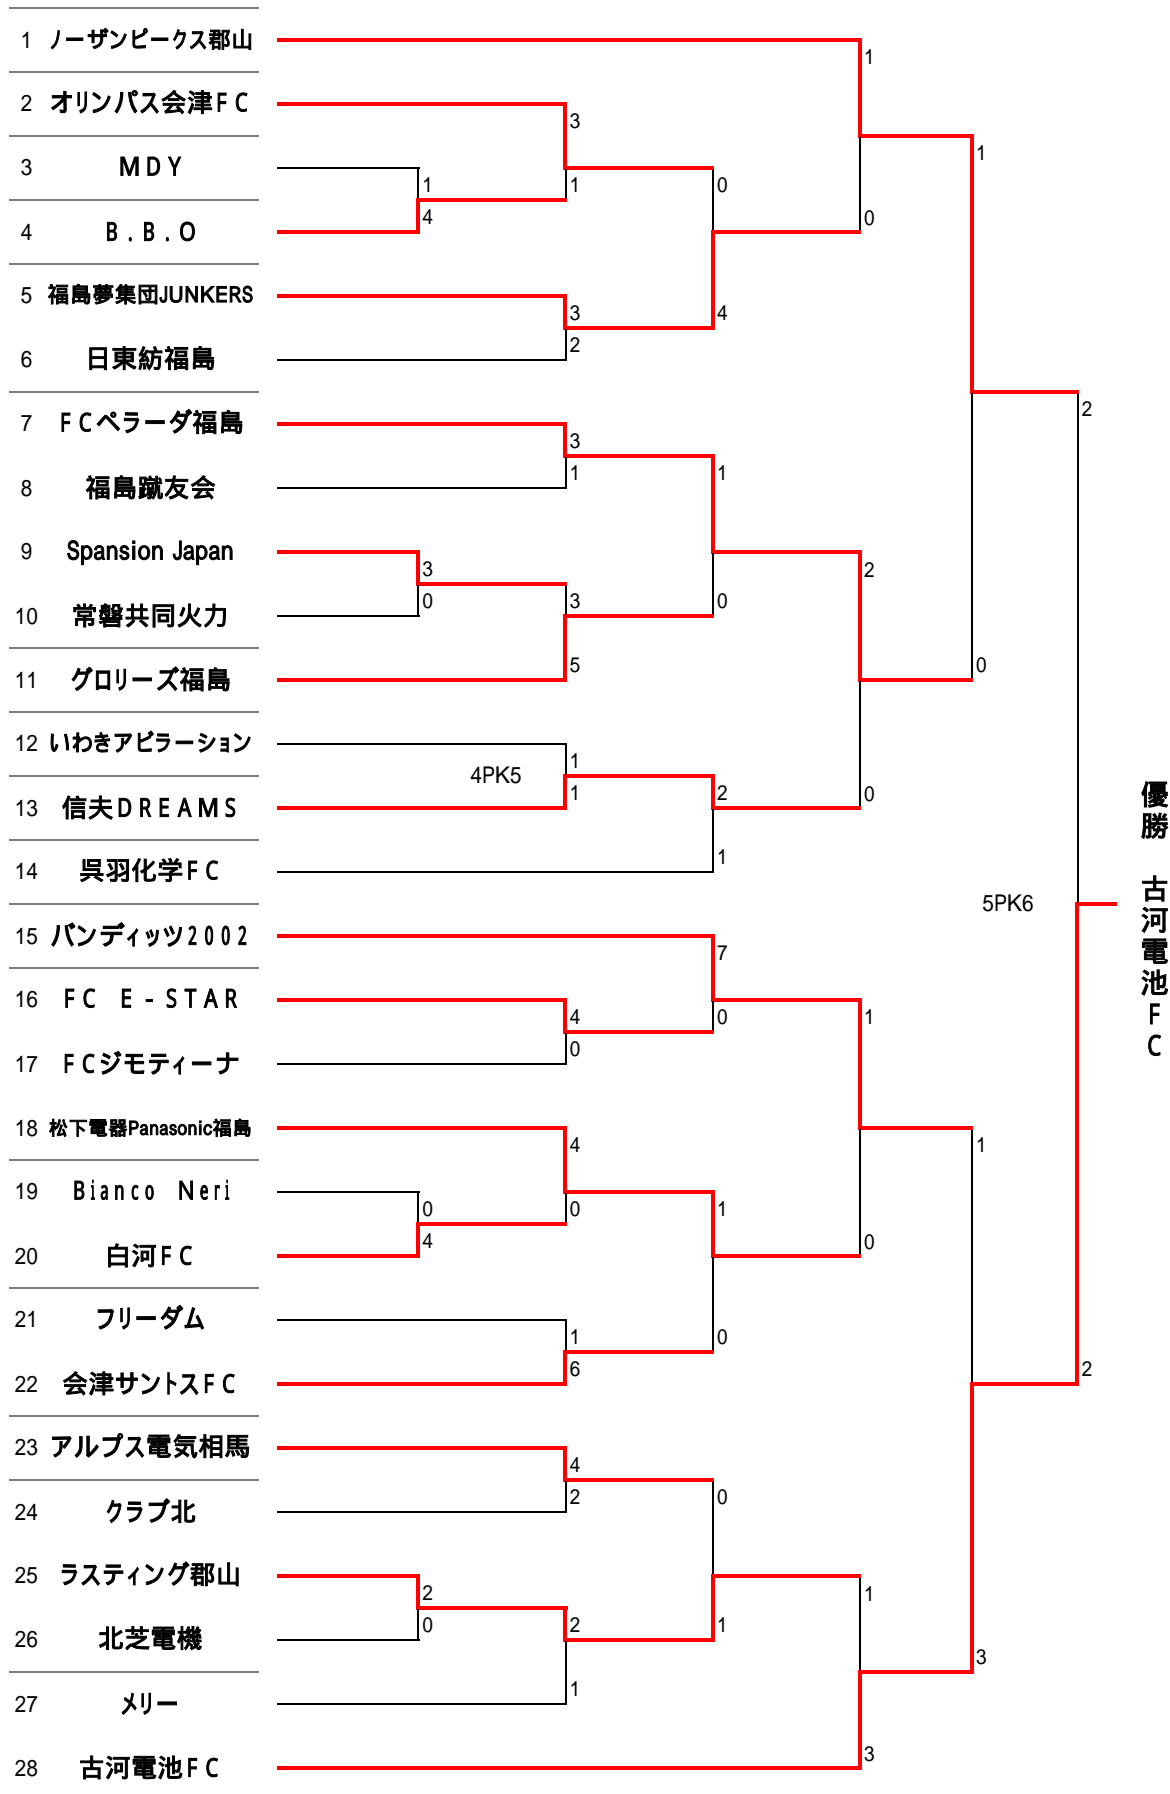 1 ノーザンピークス郡山
1
2 オリンパス会津ＦＣ
3
1
3 ＭＤＹ
1
1
0
4
4 Ｂ．Ｂ．Ｏ
0
5 福島夢集団JUNKERS
3
4
2
6 日東紡福島
2
7 ＦＣペラーダ福島
3
1
1
8 福島蹴友会
9 Spansion Japan
3
2
0
3
0
10 常磐共同火力
5
0
11 グロリーズ福島
12 いわきアビラーション
1
4PK5
1
2
0
13 信夫ＤＲＥＡＭＳ
優勝 古河電池ＦＣ
1
14 呉羽化学ＦＣ
5PK6
15 バンディッツ２００２
7
16 ＦＣ Ｅ－ＳＴＡＲ
4
0
1
0
17 ＦＣジモティーナ
18 松下電器Panasonic福島
4
1
19 Ｂｉａｎｃｏ Ｎｅｒｉ
0
0
1
4
0
20 白河ＦＣ
21 フリーダム
1
0
6
2
22 会津サントスＦＣ
23 アルプス電気相馬
4
2
0
24 クラブ北
25 ラスティング郡山
2
1
0
2
1
26 北芝電機
3
1
27 メリー
3
28 古河電池ＦＣ